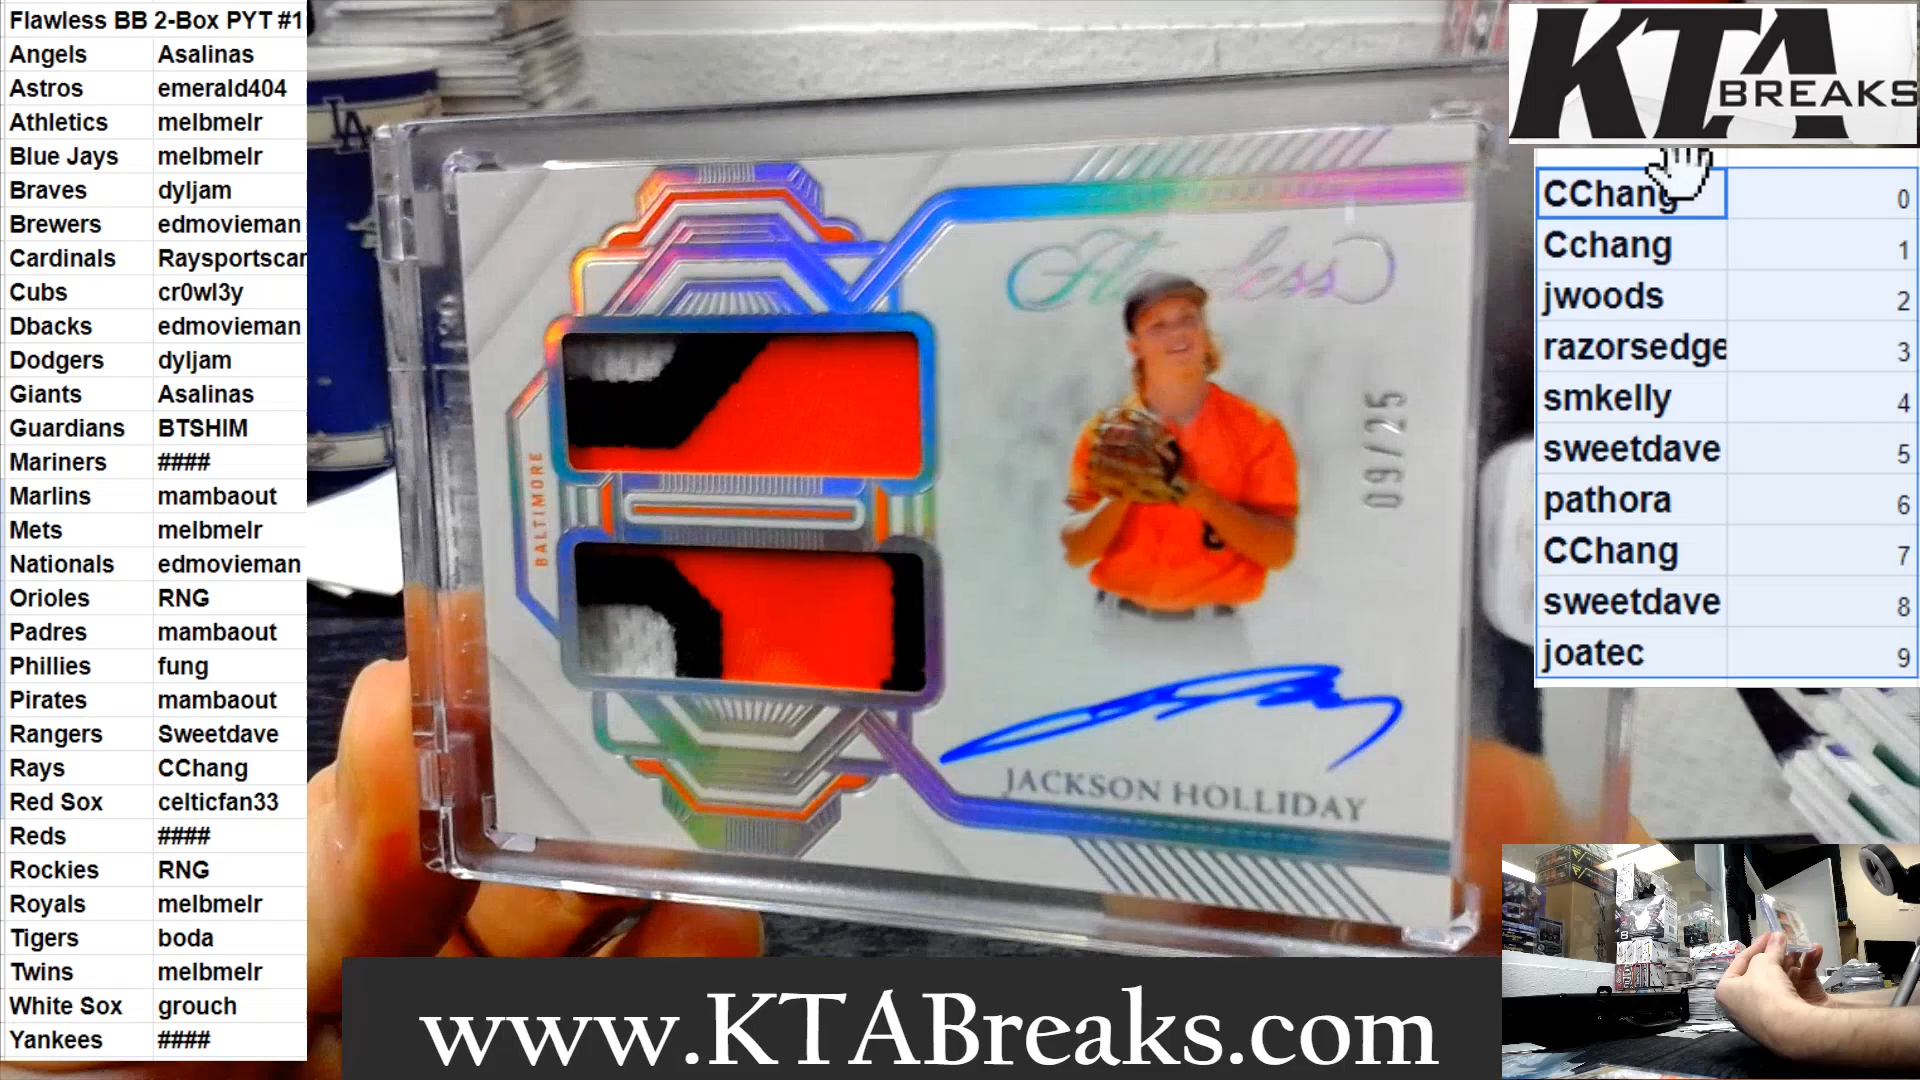 Flawless BB 2-Box PYT #1
Angels Asalinas
Astros emerald404
Athletics melbmelr
Blue Jays melbmelr
Braves dyljam
Brewers edmovieman
Cardinals Raysportscar
Cubs cr0wl3y
Dbacks edmovieman
Dodgers dyljam
Giants Asalinas
Guardians BTSHIM
Mariners ####
Marlins mambaout
Mets melbmelr
Nationals edmovieman
Orioles RNG
Padres mambaout
Phillies fung
Pirates mambaout
Rangers Sweetdave
Rays CChang
Red Sox celticfan33
Reds ####
Rockies RNG
Royals melbmelr
Tigers boda
Twins melbmelr
White Sox grouch
Yankees ####
LA
Flawless
BALTIMORE
09/25
JACKSON HOLLIDAY
www.KTABreaks.com
KTA
BREAKS
CChang 0
Cchang 1
jwoods 2
razorsedge 3
smkelly 4
sweetdave 5
pathora 6
CChang 7
sweetdave 8
joatec 9